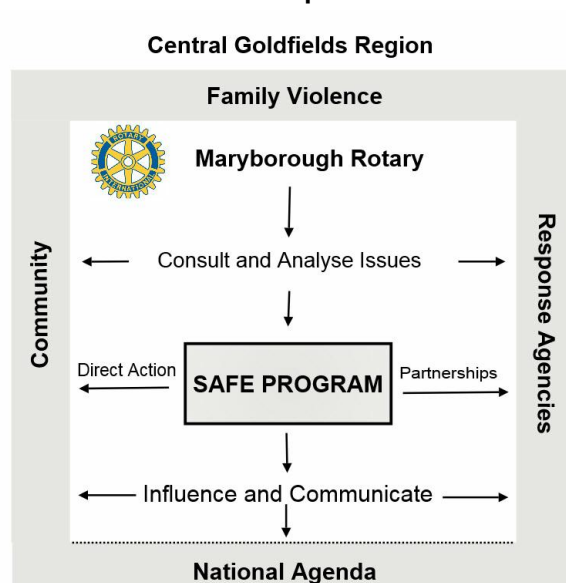 Central Goldfields Region
Family Violence
ROTARY
INTERNATIONAL
Maryborough Rotary
Consult and Analyse Issues
Community
Response Agencies
Direct Action
SAFE PROGRAM
Partnerships
Influence and Communicate
National Agenda